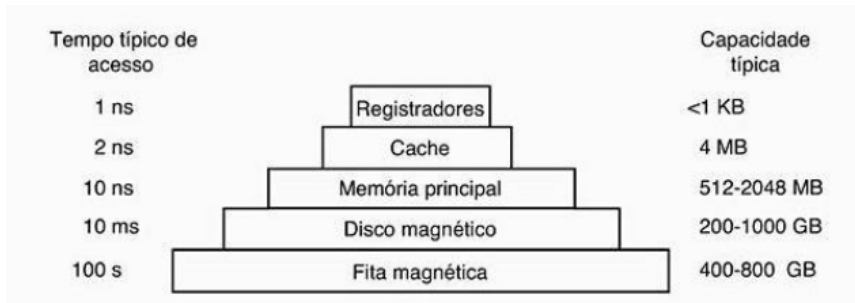 Tempo típico de
acesso
Capacidade
típica
1 ns Registradores <1 KB
2 ns Cache 4 MB
10 ns Memória principal 512-2048 MB
10 ms Disco magnético 200-1000 GB
100 s Fita magnética 400-800 GB